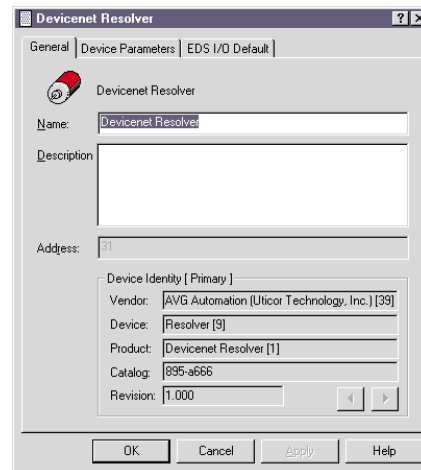 Devicenet Resolver
General Device Parameters EDS I/O Default
Devicenet Resolver
Name: Devicenet Resolver
Description
Address: 31
Device Identity [ Primary ]
Vendor: AVG Automation (Uticor Technology, Inc.) [39]
Device: Resolver [9]
Product: Devicenet Resolver [1]
Catalog: 895-a666
Revision: 1.000
OK Cancel Apply Help